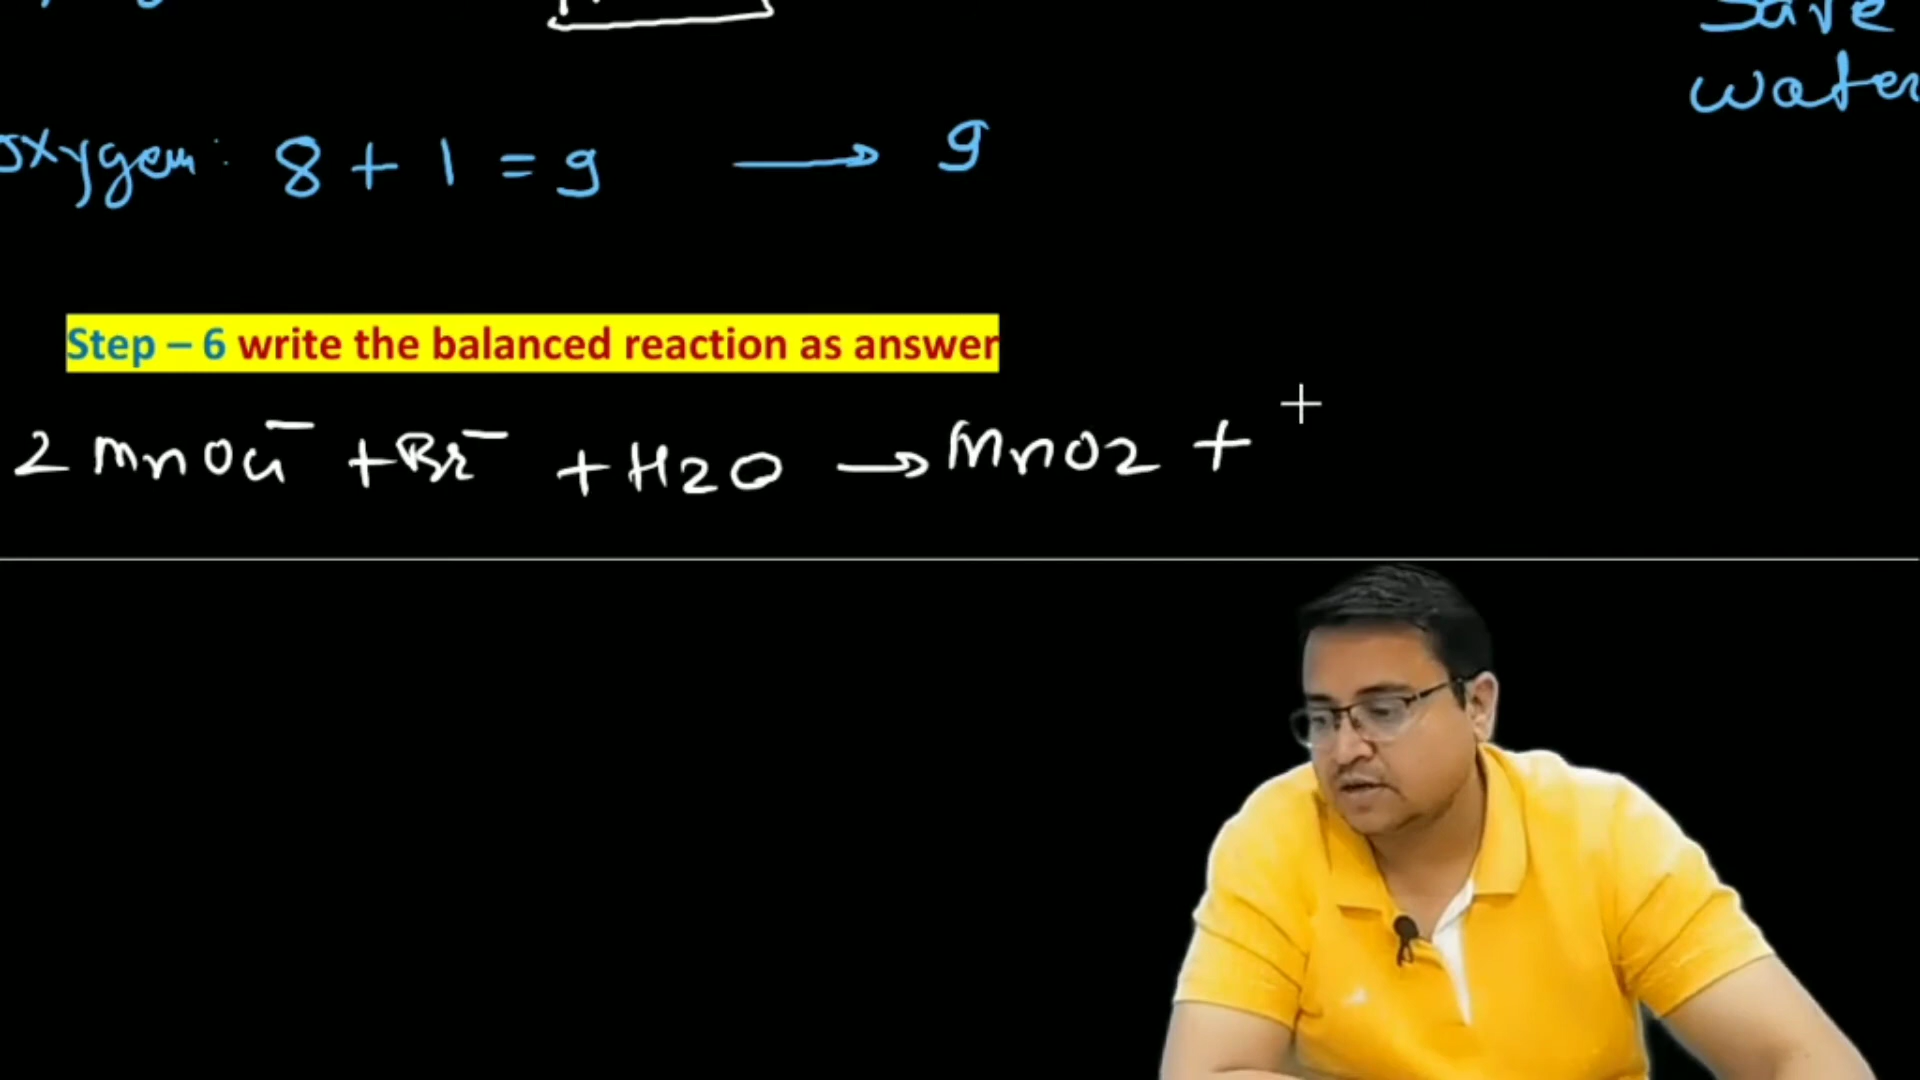 Save
water
oxygen: 8 + 1 = 9 → 9
Step – 6 write the balanced reaction as answer
2 MnO4⁻ + Br⁻ + H2O → MnO2 +